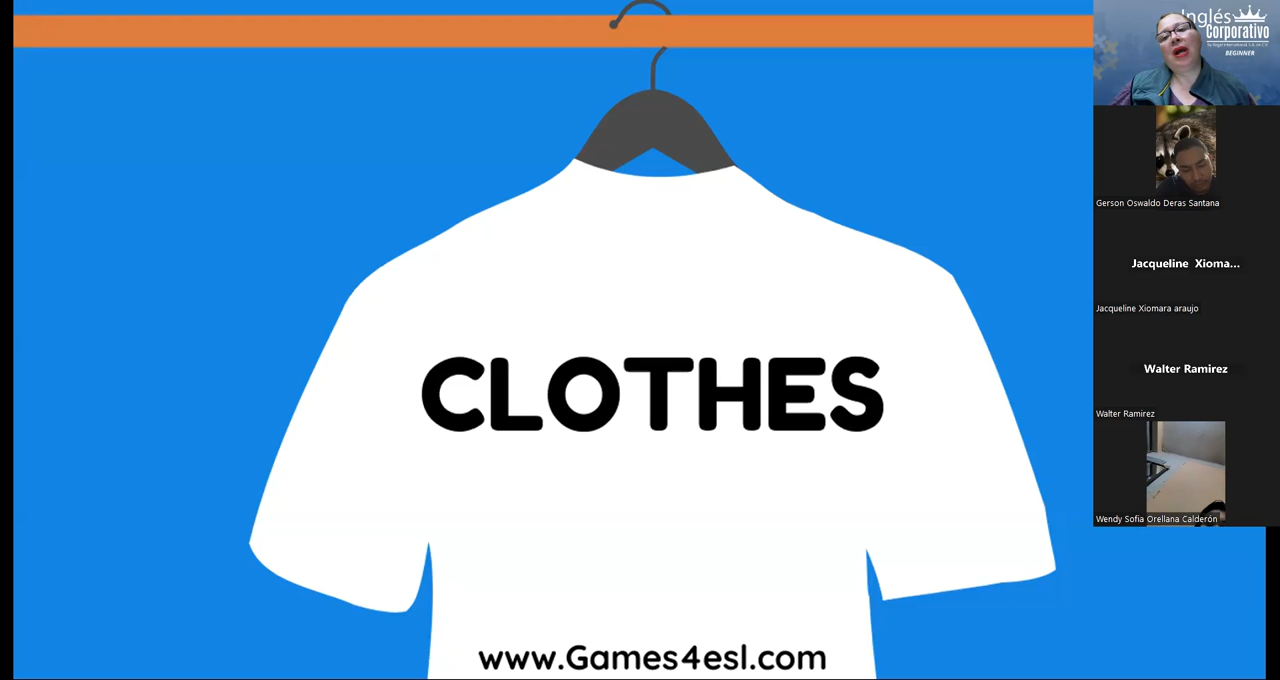 CLOTHES
www.Games4esl.com
Inglés
Corporativo
BEGINNER
Gerson Oswaldo Deras Santana
Jacqueline Xioma...
Jacqueline Xiomara araujo
Walter Ramirez
Walter Ramirez
Wendy Sofia Orellana Calderón